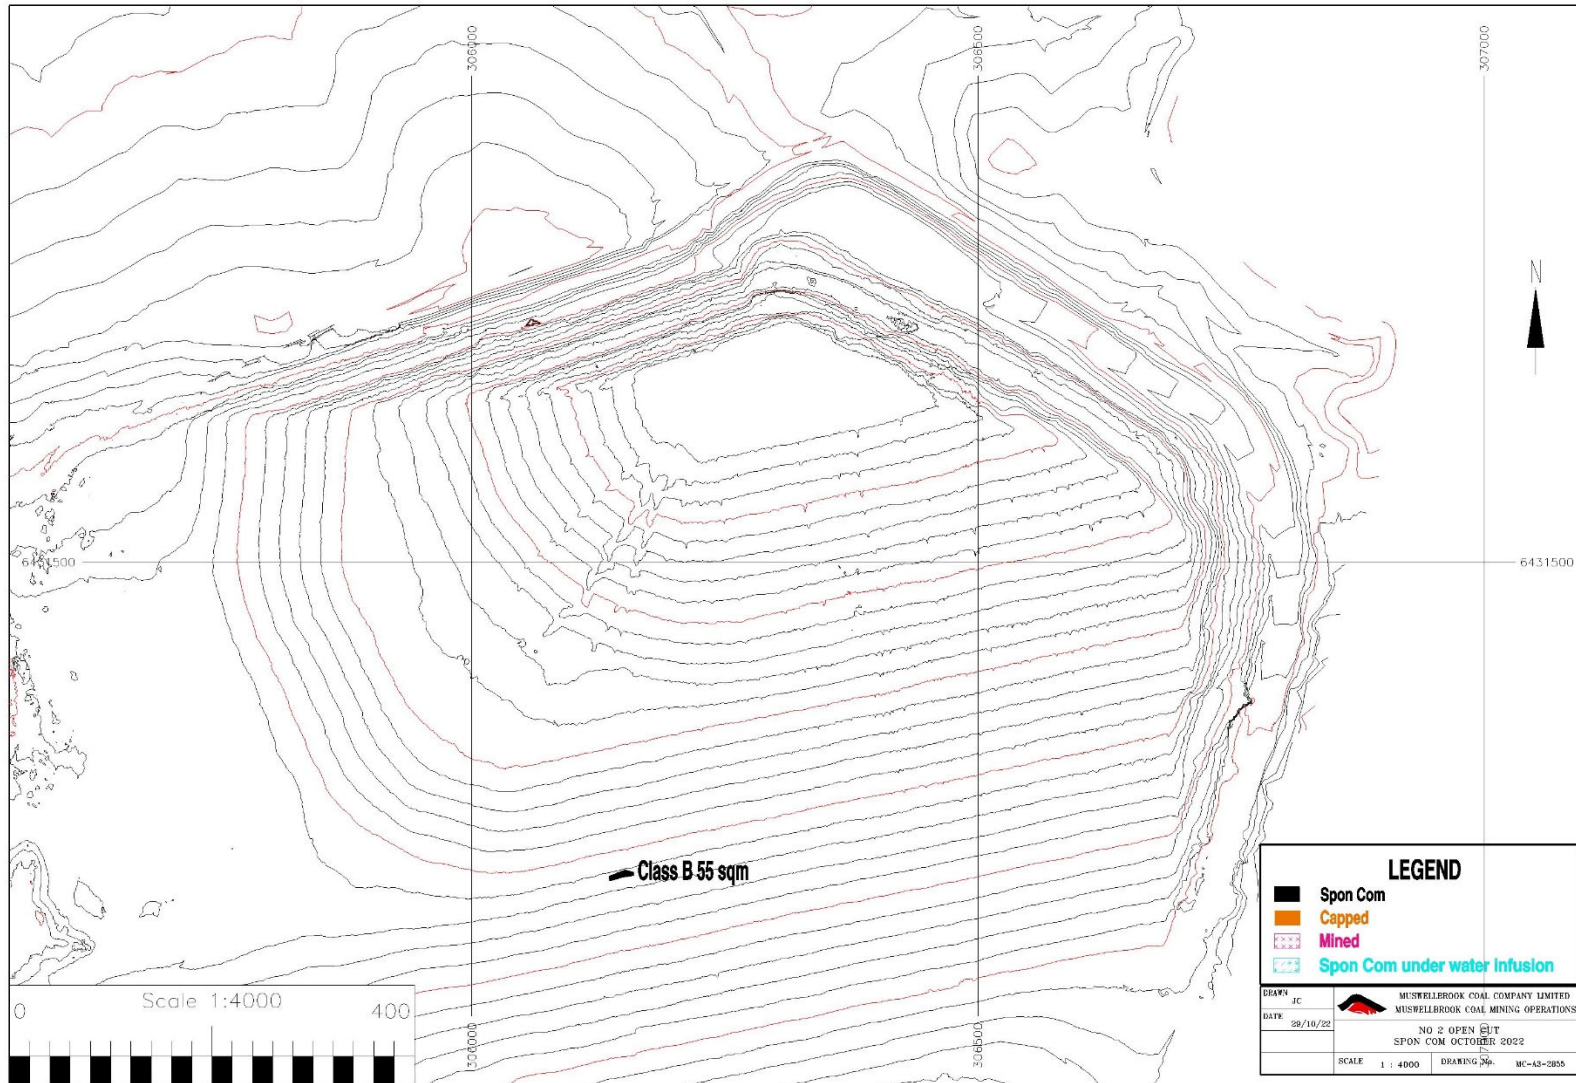 306000
306500
307000
N
6431500
6431500
Class B 55 sqm
LEGEND
Spon Com
Capped
Mined
Spon Com under water Infusion
Scale 1:4000
0
400
306000
306500
DRAWN
JC
DATE
29/10/22
MUSWELLBROOK COAL COMPANY LIMITED
MUSWELLBROOK COAL MINING OPERATIONS
NO 2 OPEN CUT
SPON COM OCTOBER 2022
SCALE 1 : 4000
DRAWING No. MC-A3-2855